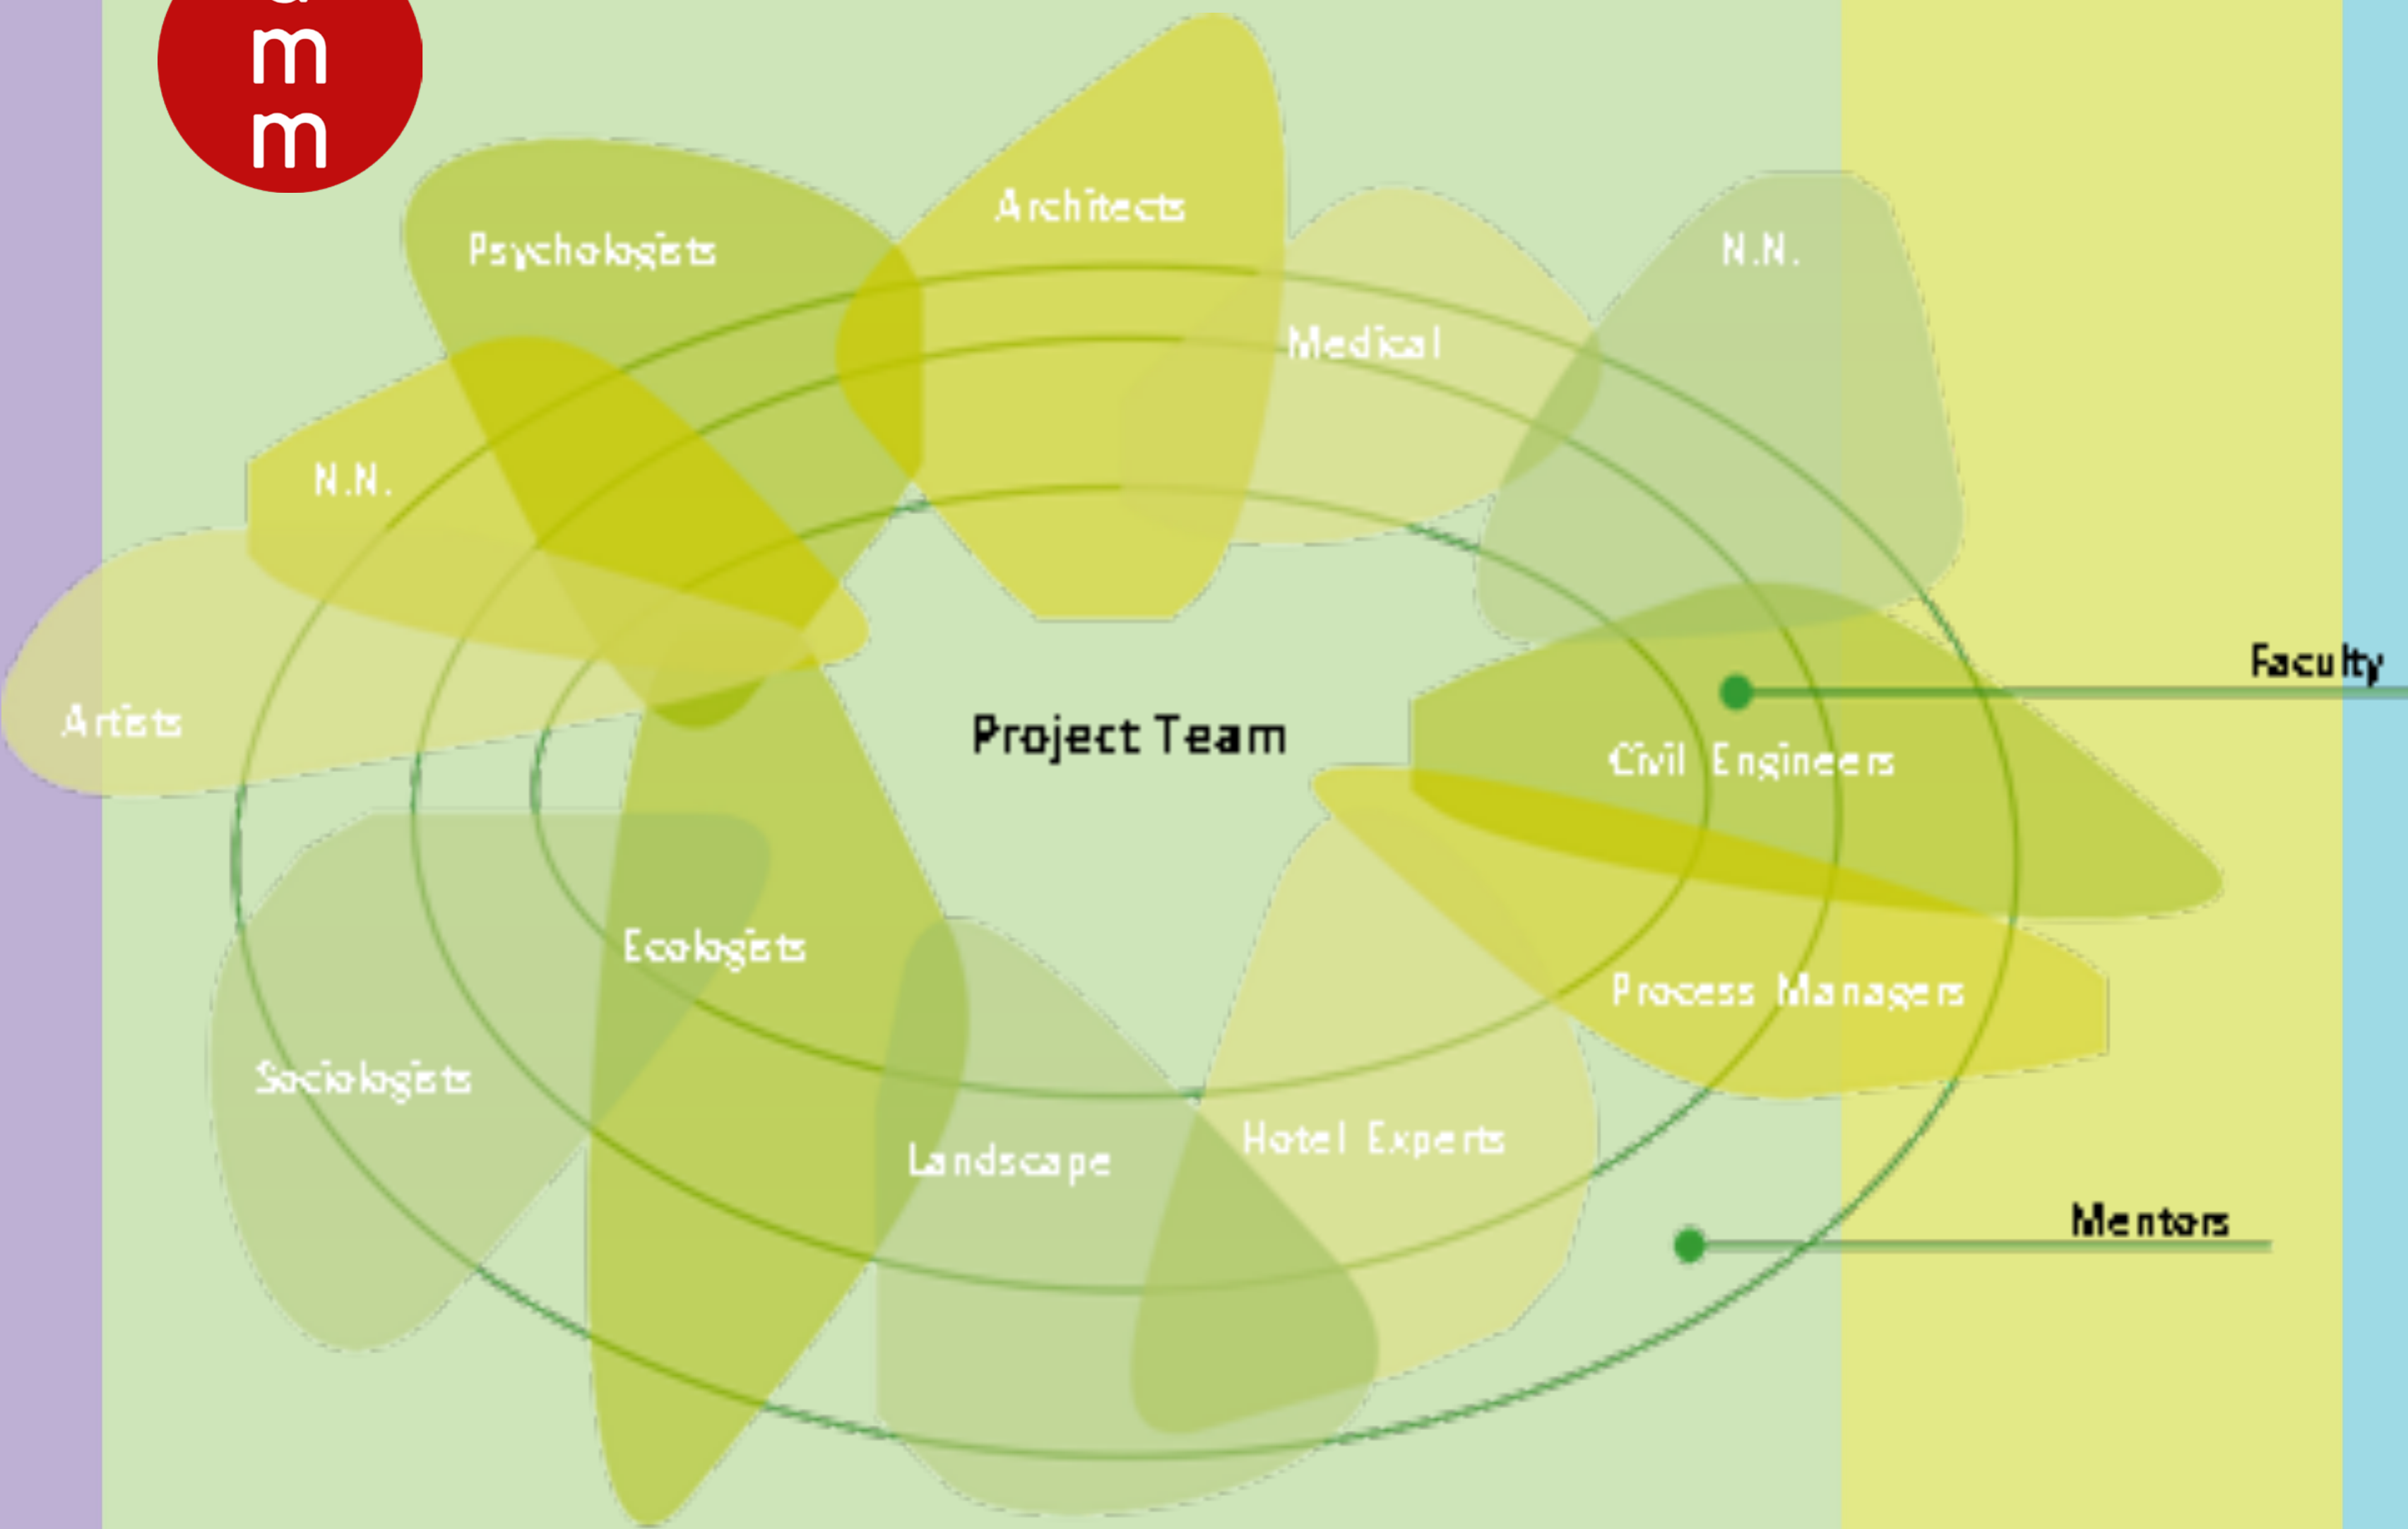 m
m
Architects
Psychologists
N.N.
Medical
N.N.
Faculty
Artists
Project Team
Civil Engineers
Ecologists
Process Managers
Sociologists
Hotel Experts
Landscape
Mentors